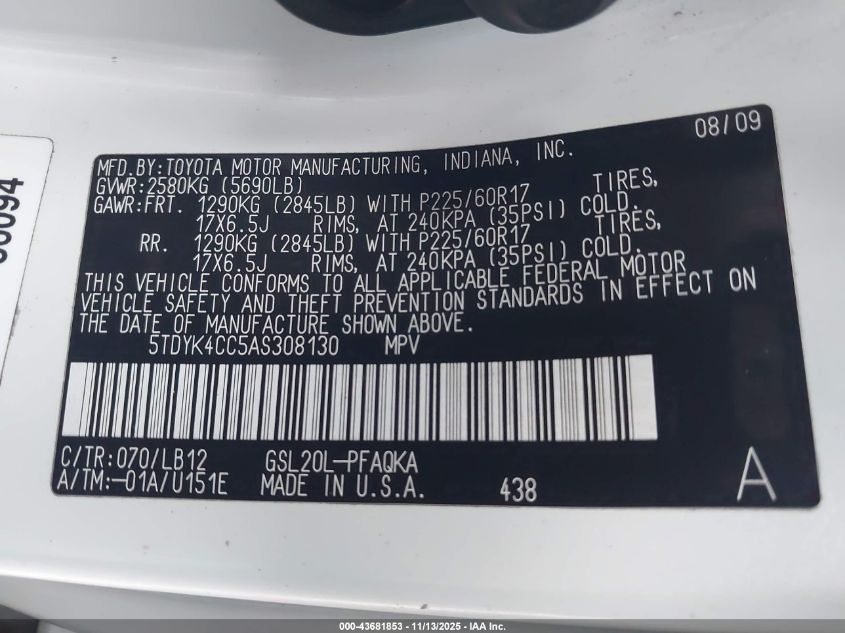 08/09
MFD.BY:TOYOTA MOTOR MANUFACTURING, INDIANA, INC.
GVWR:2580KG (5690LB)
GAWR:FRT. 1290KG (2845LB) WITH P225/60R17 TIRES,
17X6.5J RIMS, AT 240KPA (35PSI) COLD.
RR. 1290KG (2845LB) WITH P225/60R17 TIRES,
17X6.5J RIMS, AT 240KPA (35PSI) COLD.
THIS VEHICLE CONFORMS TO ALL APPLICABLE FEDERAL MOTOR
VEHICLE SAFETY AND THEFT PREVENTION STANDARDS IN EFFECT ON
THE DATE OF MANUFACTURE SHOWN ABOVE.
5TDYK4CC5AS308130 MPV
C/TR:070/LB12 GSL20L-PFAQKA
A/TM:-01A/U151E MADE IN U.S.A. 438 A
000-43681853 - 11/13/2025 - IAA Inc.